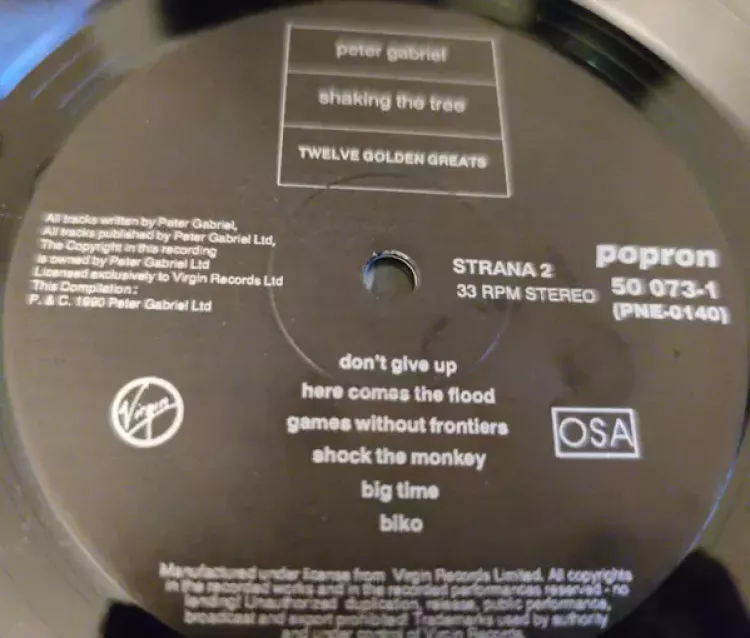 peter gabriel
shaking the tree
TWELVE GOLDEN GREATS
All tracks written by Peter Gabriel,
All tracks published by Peter Gabriel Ltd,
The Copyright in this recording
is owned by Peter Gabriel Ltd
Licensed exclusively to Virgin Records Ltd
This Compilation:
P. & C. 1990 Peter Gabriel Ltd
STRANA 2
33 RPM STEREO
popron
50 073-1
(PNE-0140)
don't give up
here comes the flood
games without frontiers
shock the monkey
big time
biko
Virgin
OSA
Manufactured under license from Virgin Records Limited. All copyrights
in the recorded works and in the recorded performances reserved - no
lending! Unauthorized duplication, release, public performance,
broadcast and export prohibited! Trademarks used by authority
and under control of Virgin